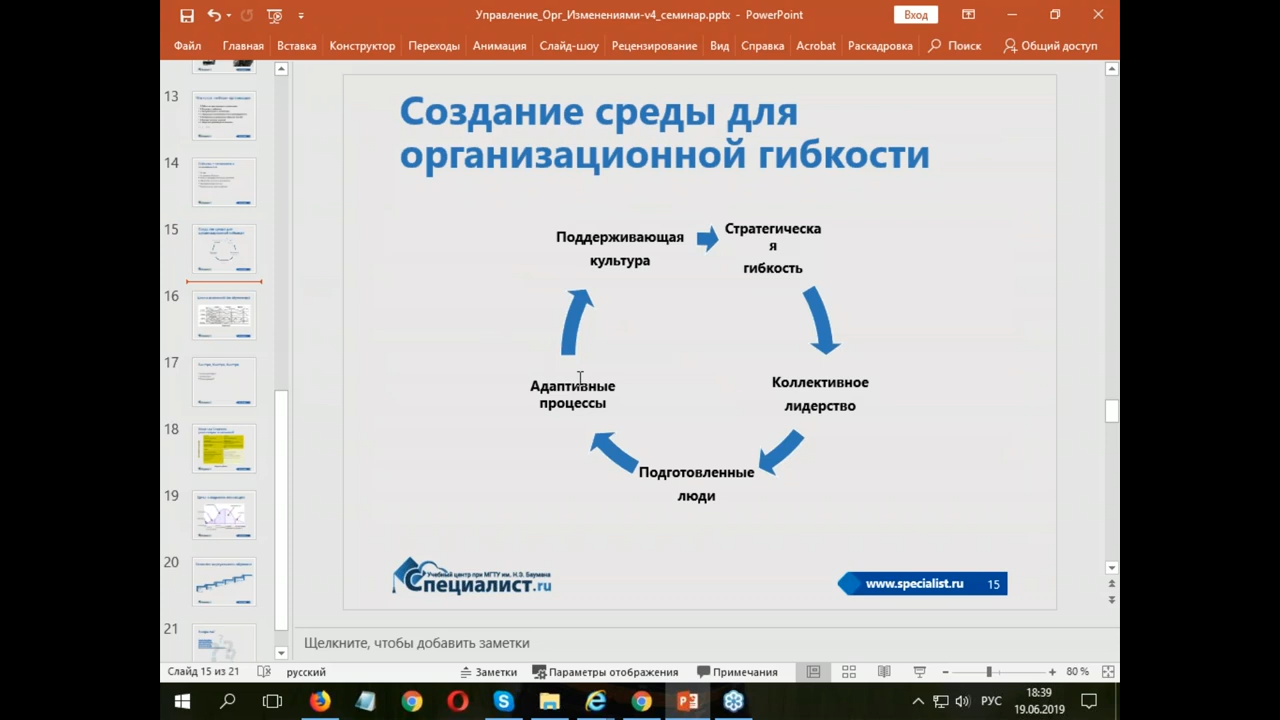 Управление_Орг_Изменениями-v4_семинар.pptx - PowerPoint
Вход
Файл Главная Вставка Конструктор Переходы Анимация Слайд-шоу Рецензирование Вид Справка Acrobat Раскадровка Поиск Общий доступ
13
14
15
16
17
18
19
20
21
Создание среды для
организационной гибкости
Поддерживающая
культура
Стратегическа
я
гибкость
Коллективное
лидерство
Подготовленные
люди
Адаптивные
процессы
Учебный центр при МГТУ им. Н.Э. Баумана
Специалист.ru
www.specialist.ru 15
Щелкните, чтобы добавить заметки
Слайд 15 из 21 русский Заметки Параметры отображения Примечания 80 %
РУС
18:39
19.06.2019